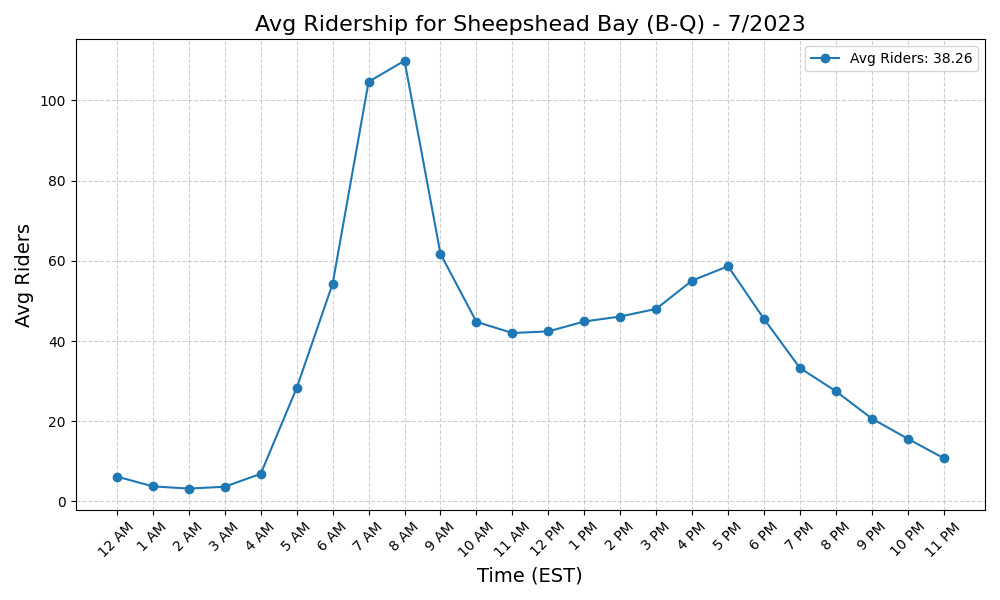 Avg Ridership for Sheepshead Bay (B-Q) - 7/2023
Avg Riders: 38.26
Avg Riders
100
80
60
40
20
0
12 AM
1 AM
2 AM
3 AM
4 AM
5 AM
6 AM
7 AM
8 AM
9 AM
10 AM
11 AM
12 PM
1 PM
2 PM
3 PM
4 PM
5 PM
6 PM
7 PM
8 PM
9 PM
10 PM
11 PM
Time (EST)